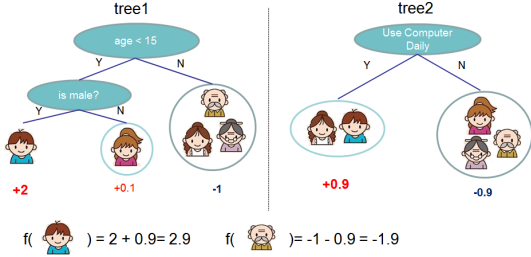 tree1
tree2
age < 15
Use Computer
Daily
Y
N
Y
N
is male?
Y
N
+2
+0.1
-1
+0.9
-0.9
f( ) = 2 + 0.9= 2.9
f( )= -1 - 0.9 = -1.9